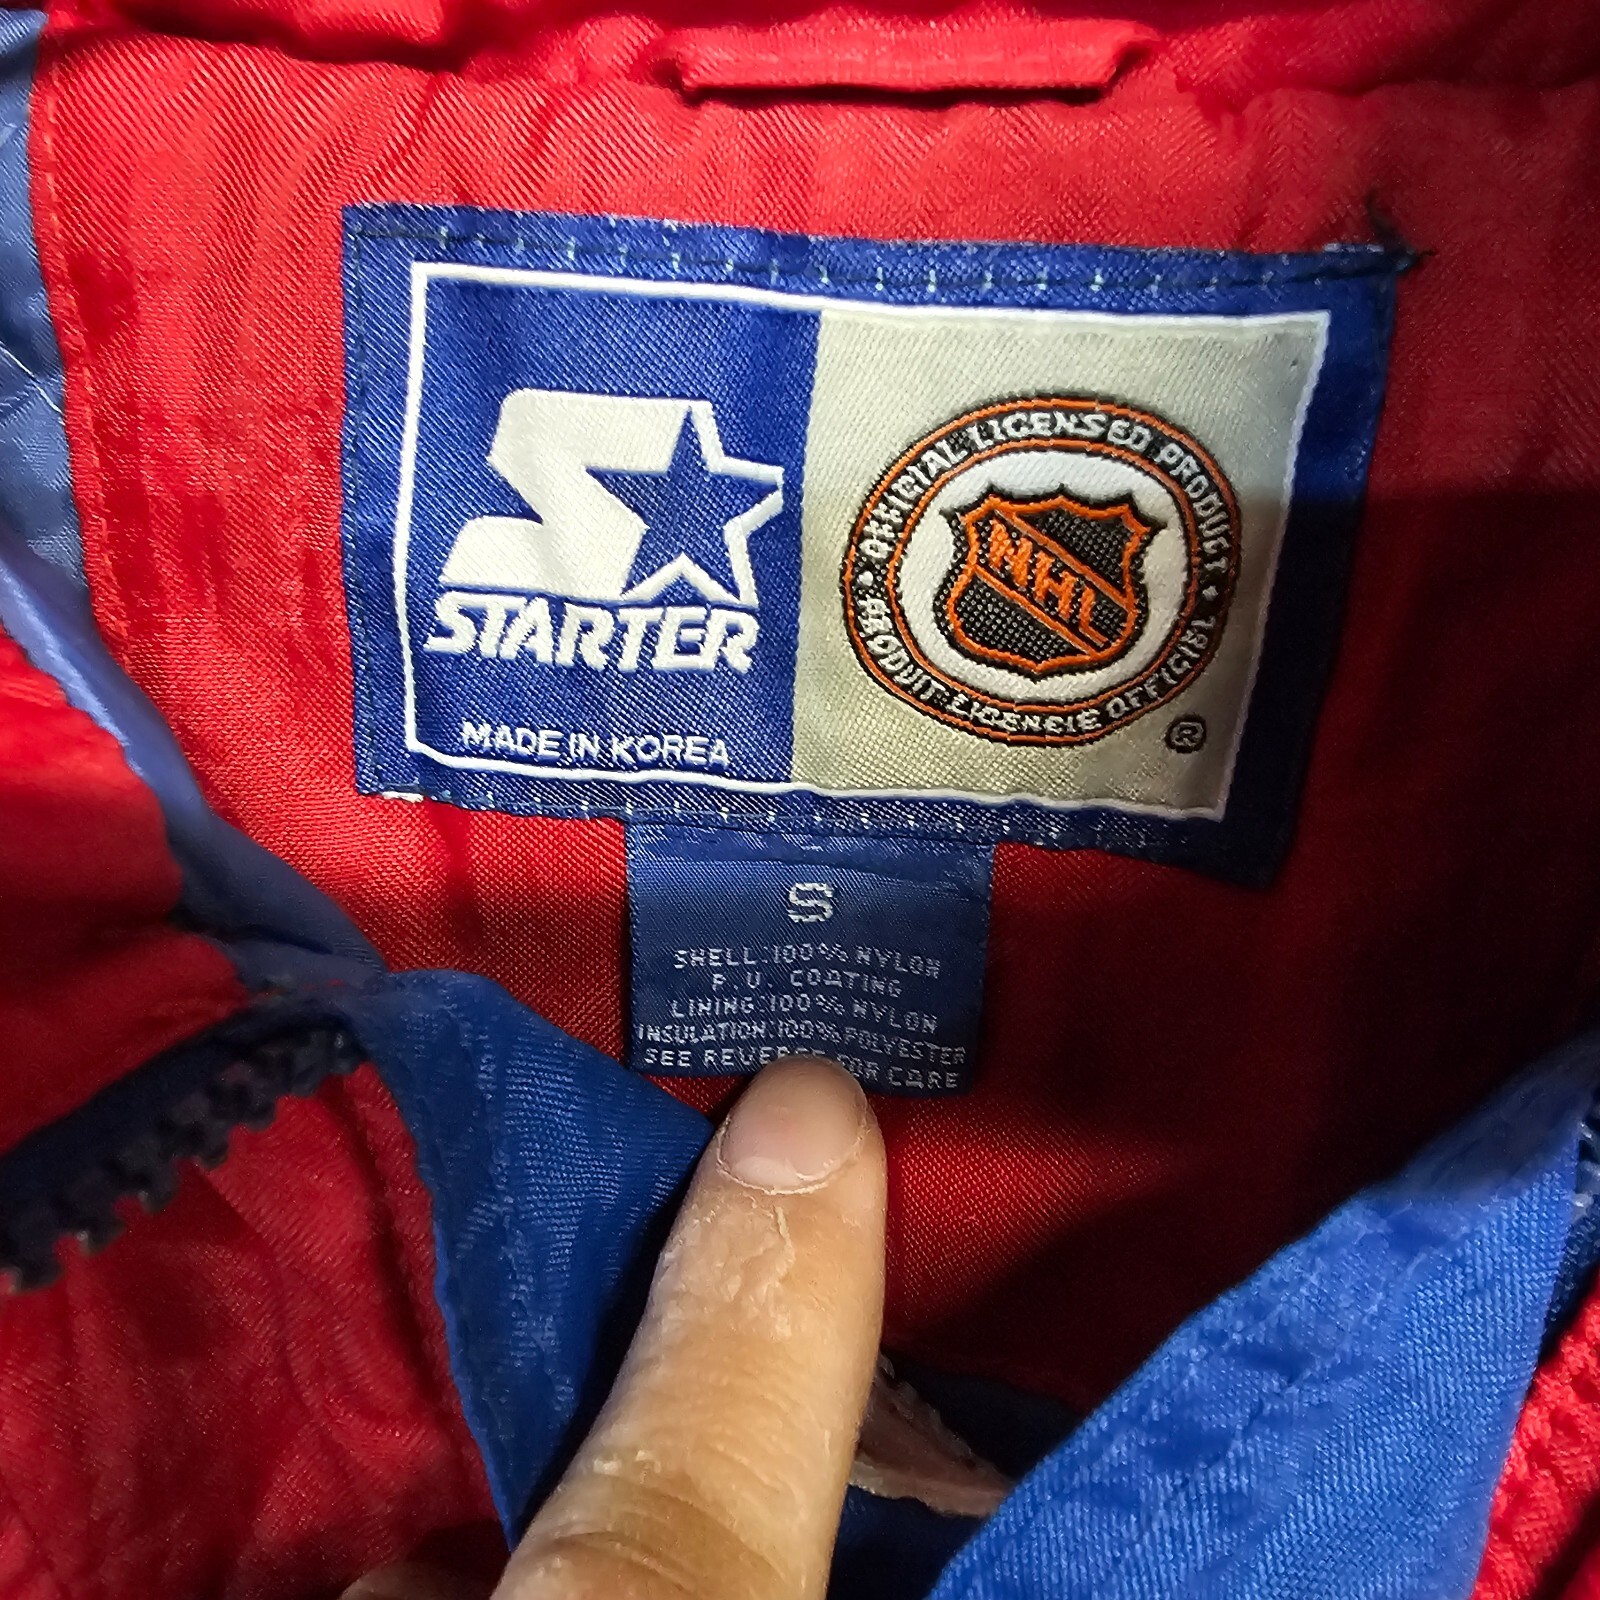 STARTER
MADE IN KOREA
OFFICIAL LICENSED PRODUCT
NHL
PRODUIT LICENCIE OFFICIEL
®
S
SHELL:100% NYLON
P.U. COATING
LINING:100% NYLON
INSULATION:100%POLYESTER
SEE REVERSE FOR CARE